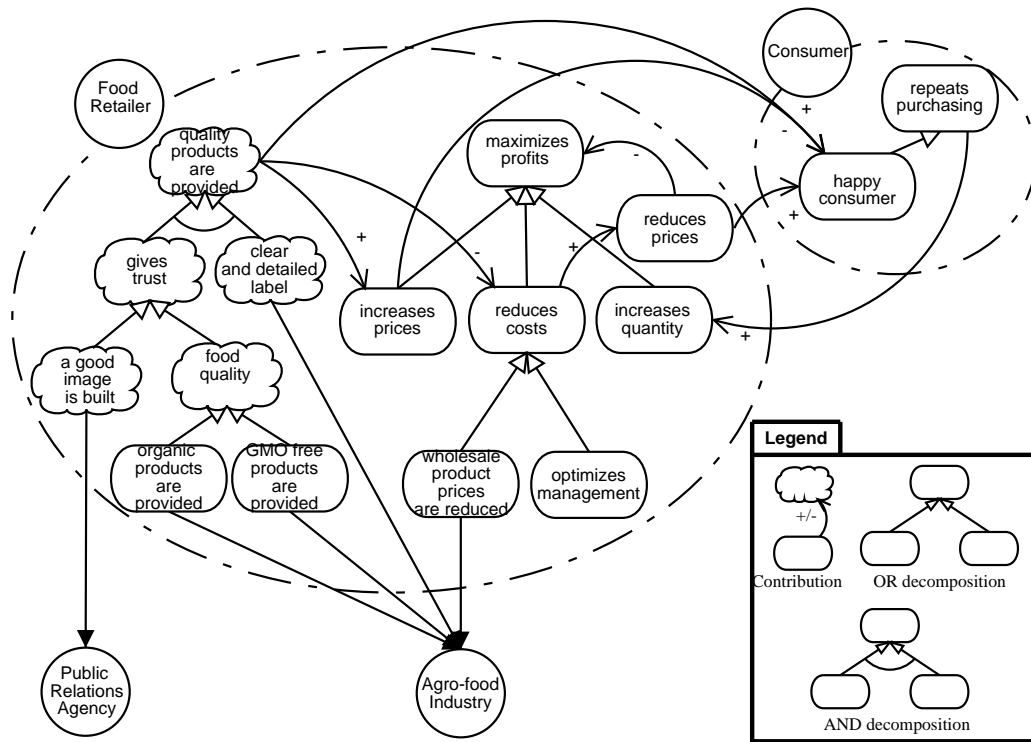 Food
Retailer
Consumer
repeats
purchasing
+
-
quality
products
are
provided
maximizes
profits
-
happy
consumer
+
reduces
prices
gives
trust
clear
and detailed
label
+
-
+
increases
prices
reduces
costs
increases
quantity
+
a good
image
is built
food
quality
organic
products
are
provided
GMO free
products
are
provided
wholesale
product
prices
are reduced
optimizes
management
Public
Relations
Agency
Agro-food
Industry
Legend
+/-
Contribution
OR decomposition
AND decomposition